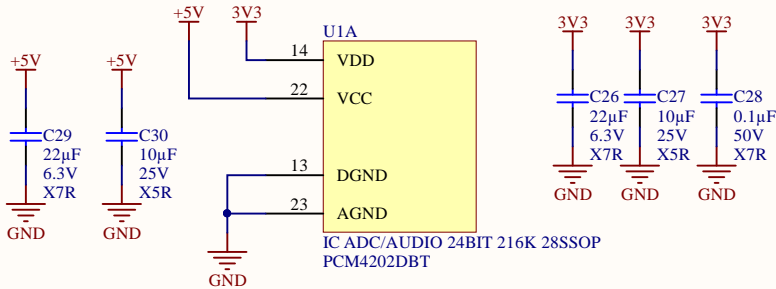 +5V
3V3
U1A
14
VDD
22
VCC
13
DGND
23
AGND
GND
IC ADC/AUDIO 24BIT 216K 28SSOP
PCM4202DBT
+5V
C29
22µF
6.3V
X7R
GND
+5V
C30
10µF
25V
X5R
GND
3V3
C26
22µF
6.3V
X7R
GND
3V3
C27
10µF
25V
X5R
GND
3V3
C28
0.1µF
50V
X7R
GND